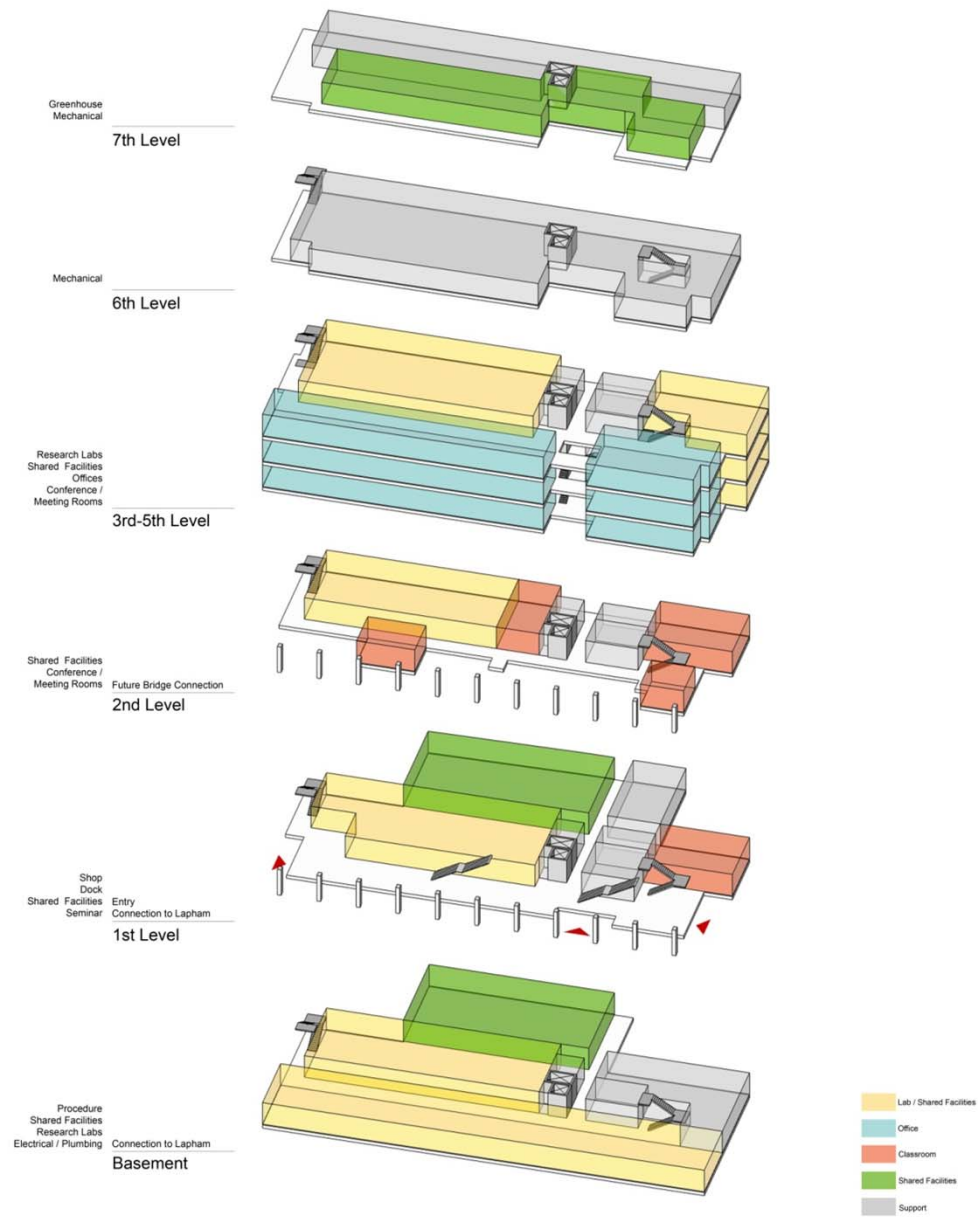 Greenhouse
Mechanical
7th Level
Mechanical
6th Level
Research Labs
Shared Facilities
Offices
Conference /
Meeting Rooms
3rd-5th Level
Shared Facilities
Conference /
Meeting Rooms Future Bridge Connection
2nd Level
Shop
Dock
Shared Facilities Entry
Seminar Connection to Lapham
1st Level
Procedure
Shared Facilities
Research Labs
Electrical / Plumbing Connection to Lapham
Basement
Lab / Shared Facilities
Office
Classroom
Shared Facilities
Support